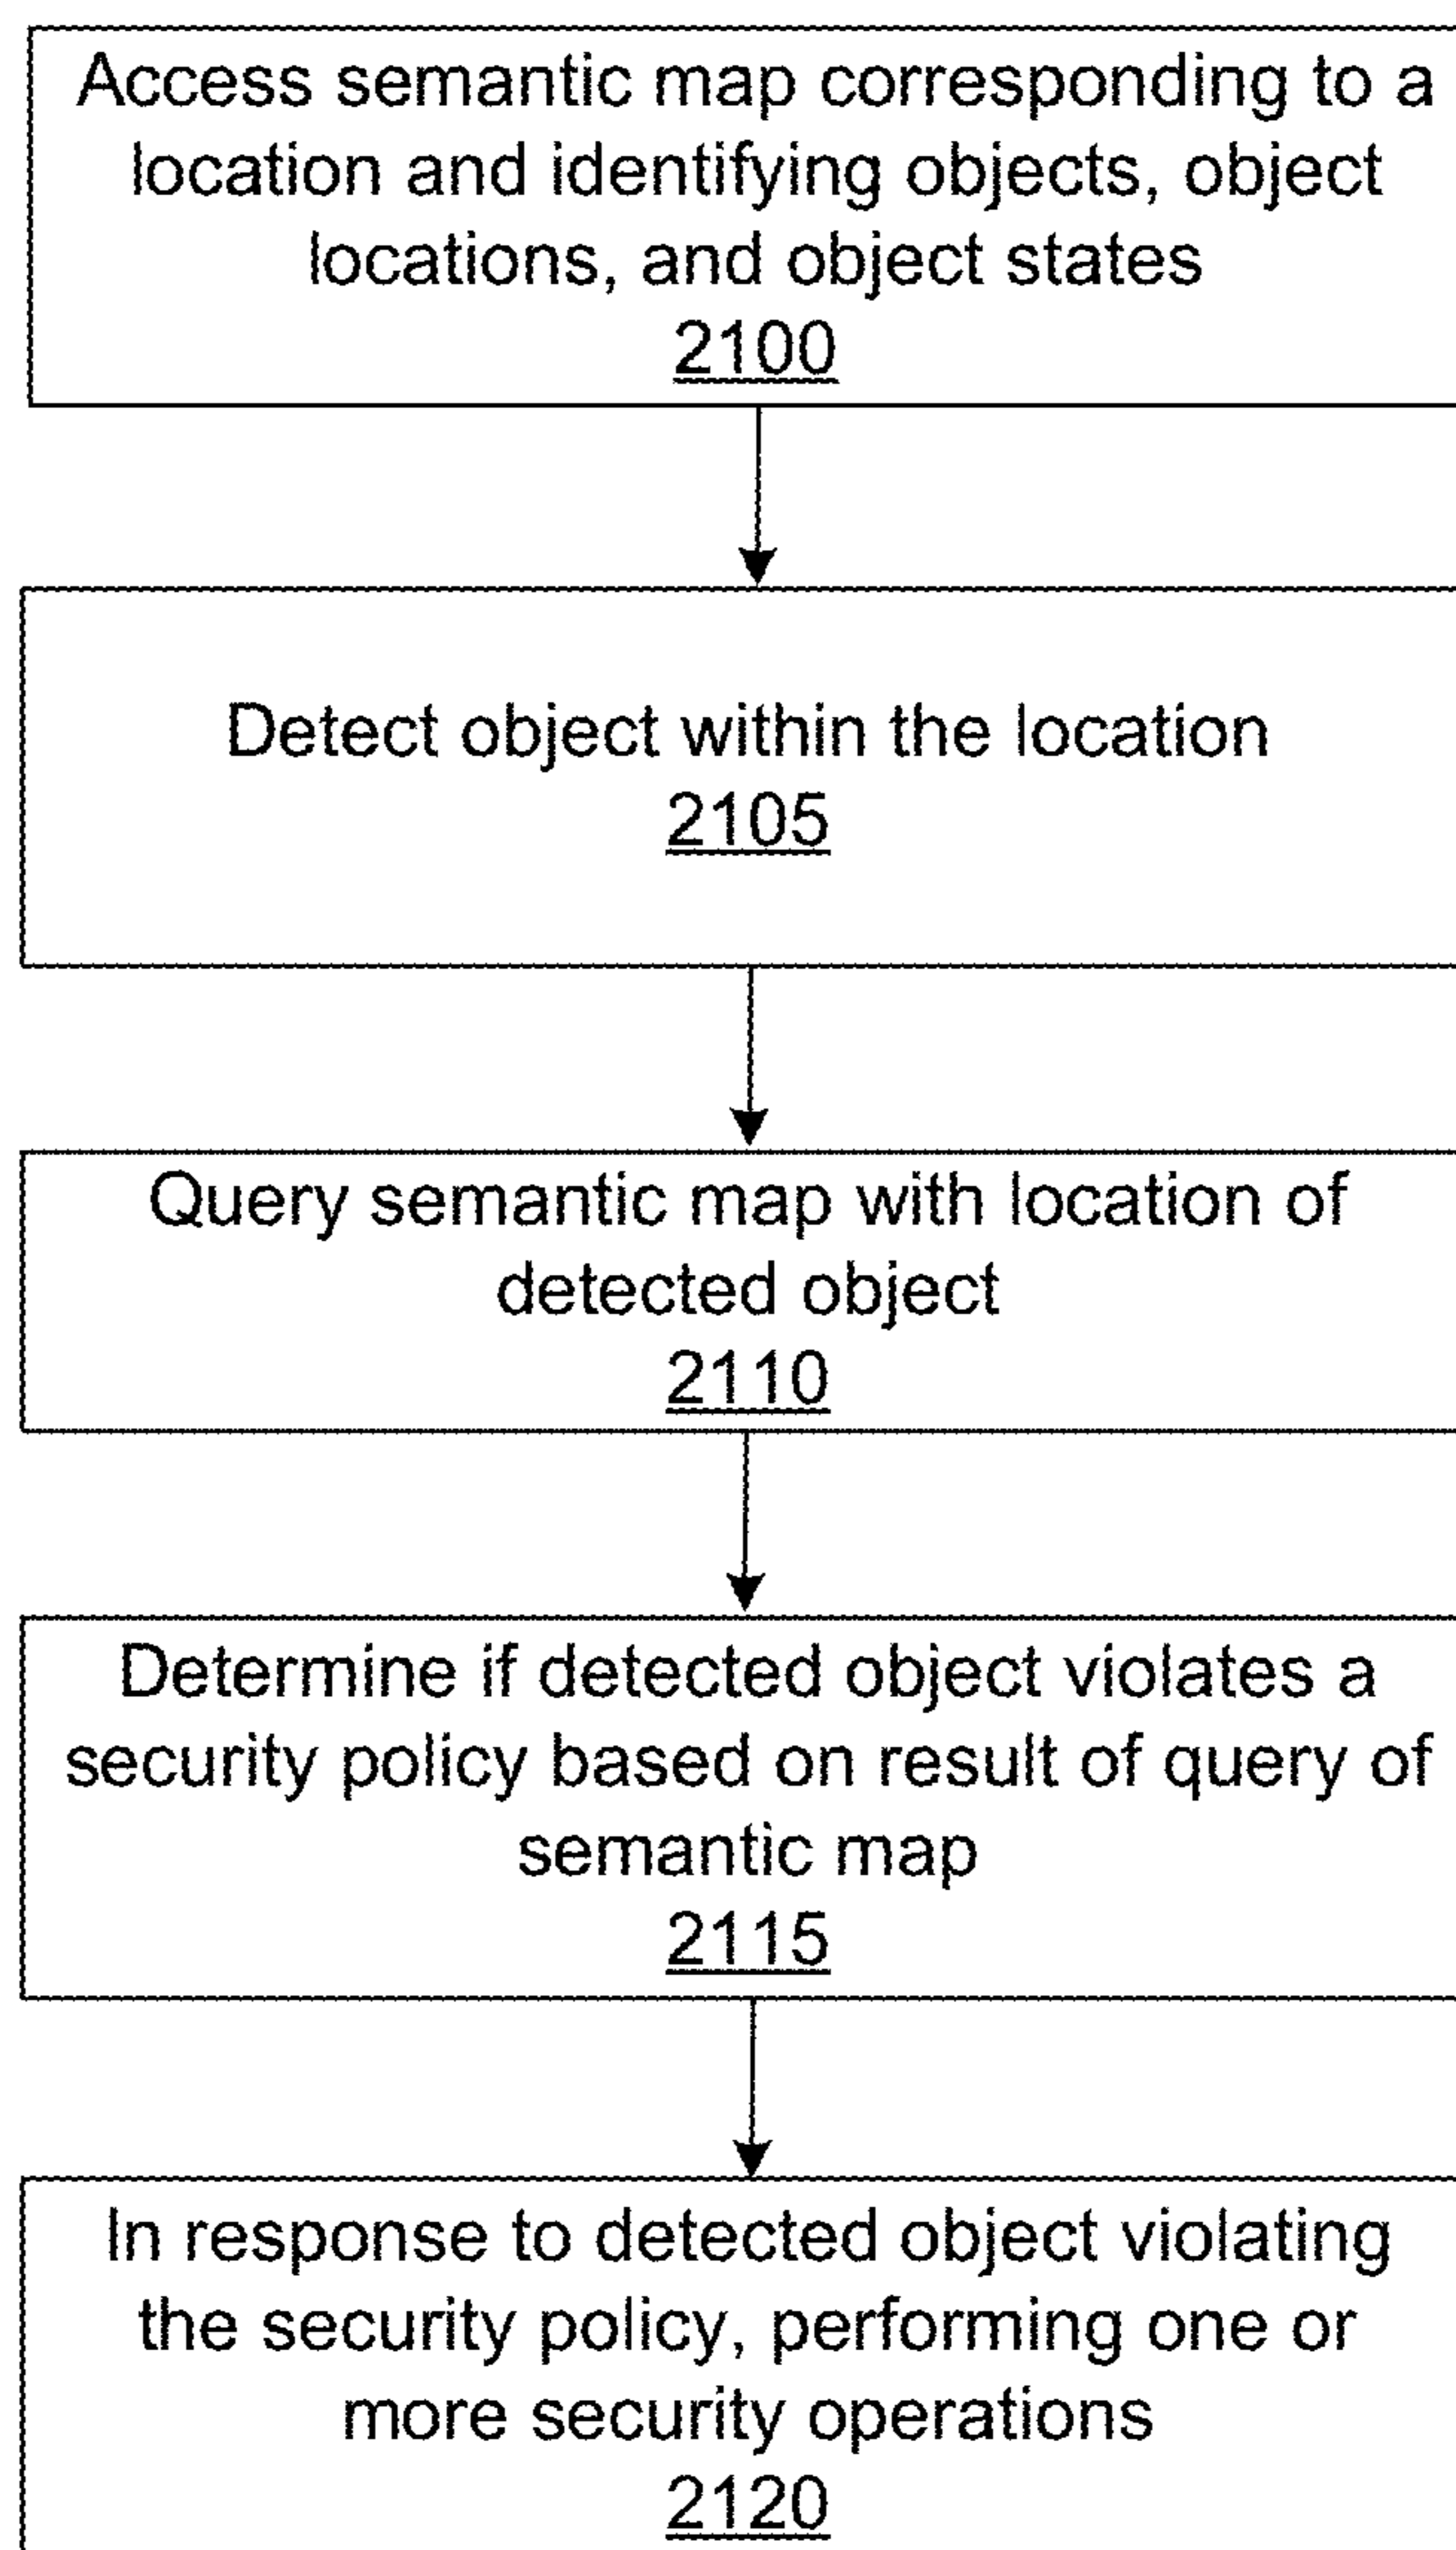 Access semantic map corresponding to a
location and identifying objects, object
locations, and object states
2100
Detect object within the location
2105
Query semantic map with location of
detected object
2110
Determine if detected object violates a
security policy based on result of query of
semantic map
2115
In response to detected object violating
the security policy, performing one or
more security operations
2120